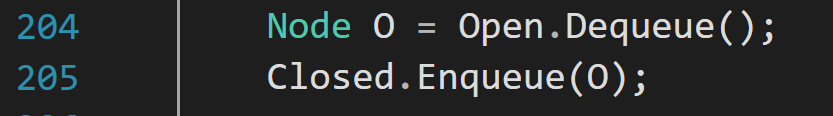 204 Node O = Open.Dequeue();
205 Closed.Enqueue(O);